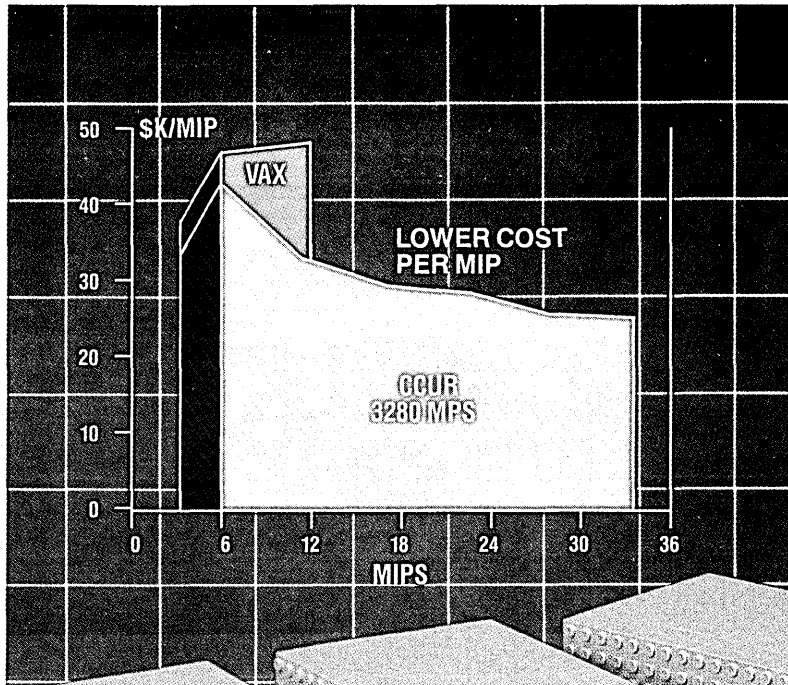 50
$K/MIP
VAX
40
LOWER COST
PER MIP
30
20
CCUR
3280 MPS
10
0
0 6 12 18 24 30 36
MIPS